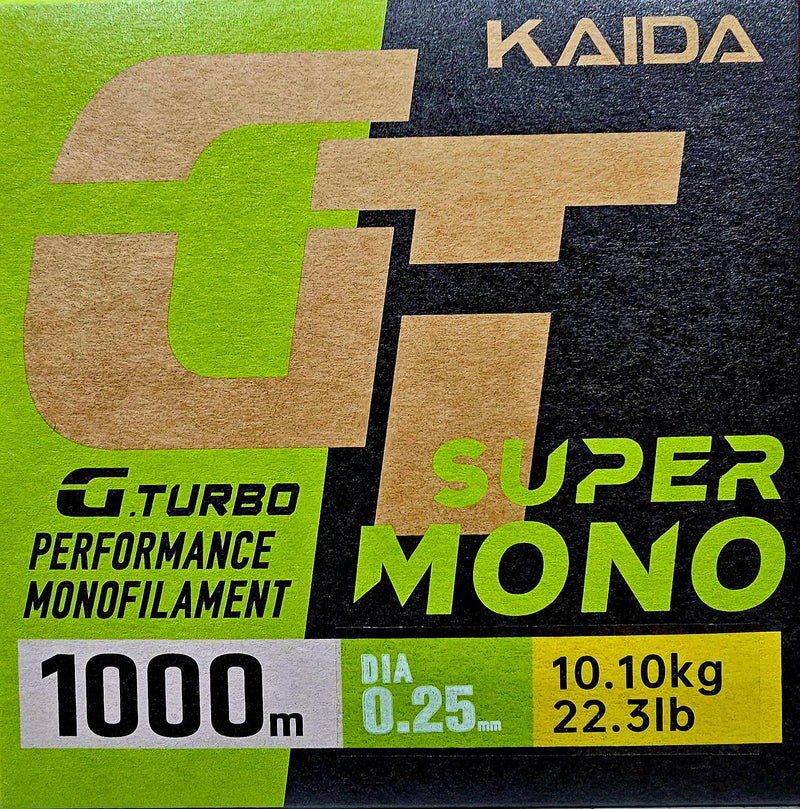 KAIDA
GT
SUPER
MONO
G.TURBO
PERFORMANCE
MONOFILAMENT
1000m
DIA
0.25mm
10.10kg
22.3lb